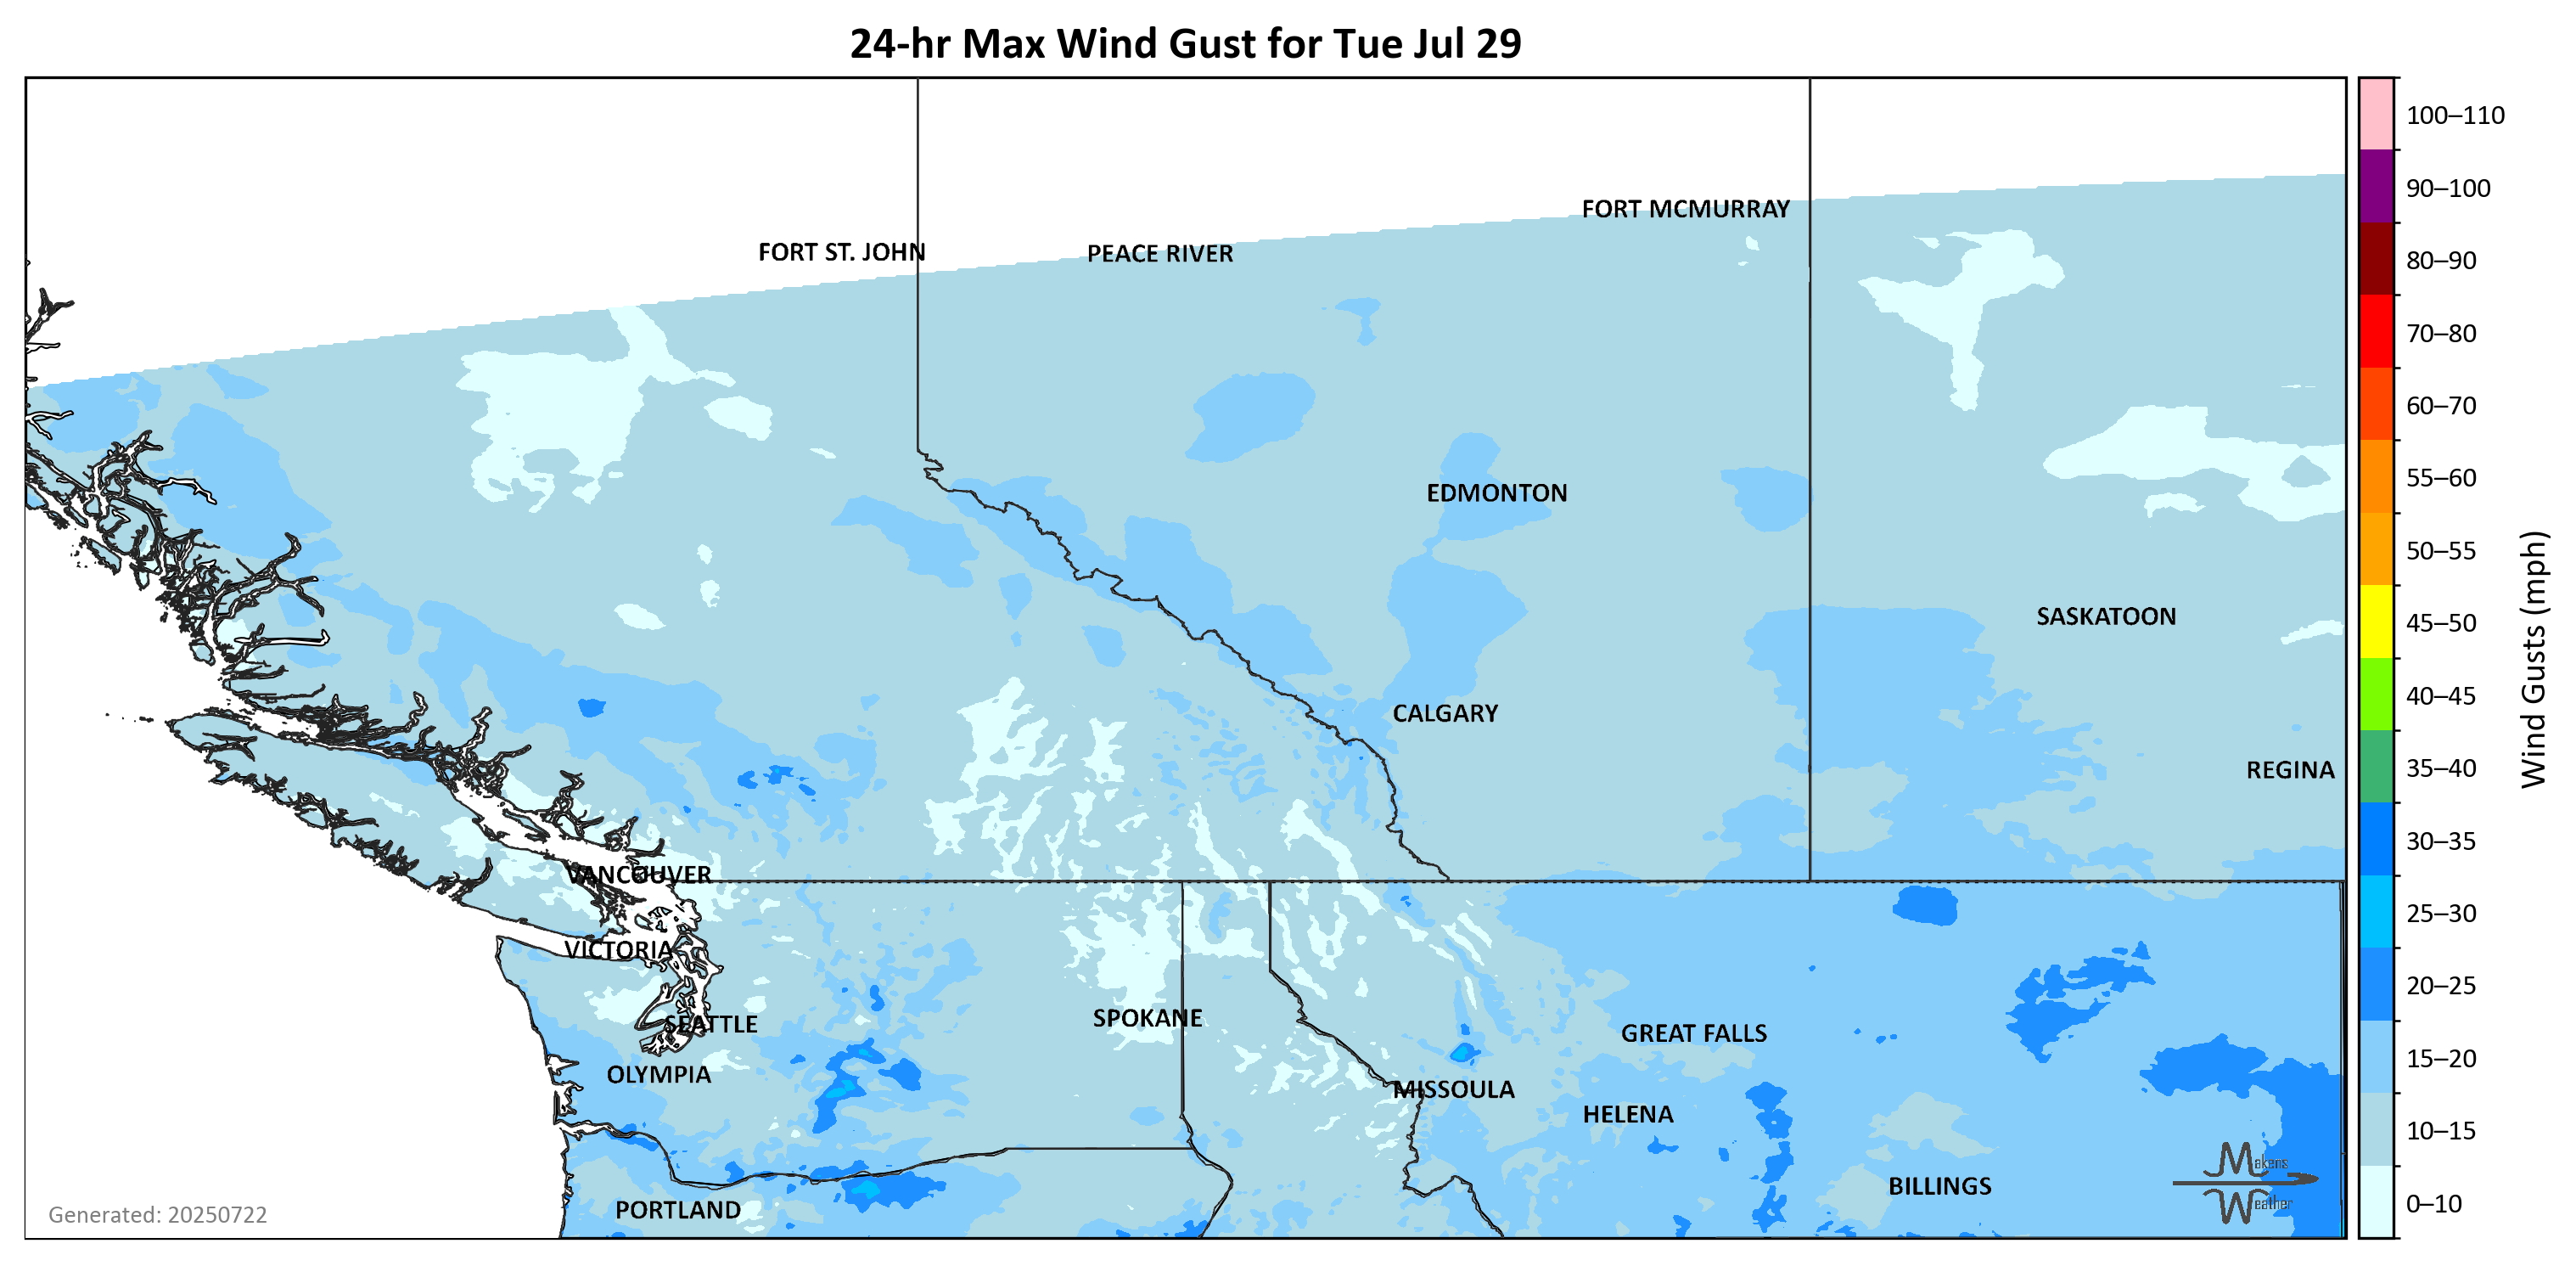 24-hr Max Wind Gust for Tue Jul 29
100–110
90–100
80–90
70–80
60–70
55–60
50–55
45–50
40–45
35–40
30–35
25–30
20–25
15–20
10–15
0–10
Wind Gusts (mph)
FORT MCMURRAY
FORT ST. JOHN
PEACE RIVER
EDMONTON
SASKATOON
CALGARY
REGINA
VANCOUVER
VICTORIA
SEATTLE
SPOKANE
GREAT FALLS
OLYMPIA
MISSOULA
HELENA
BILLINGS
PORTLAND
Makens
Weather
Generated: 20250722